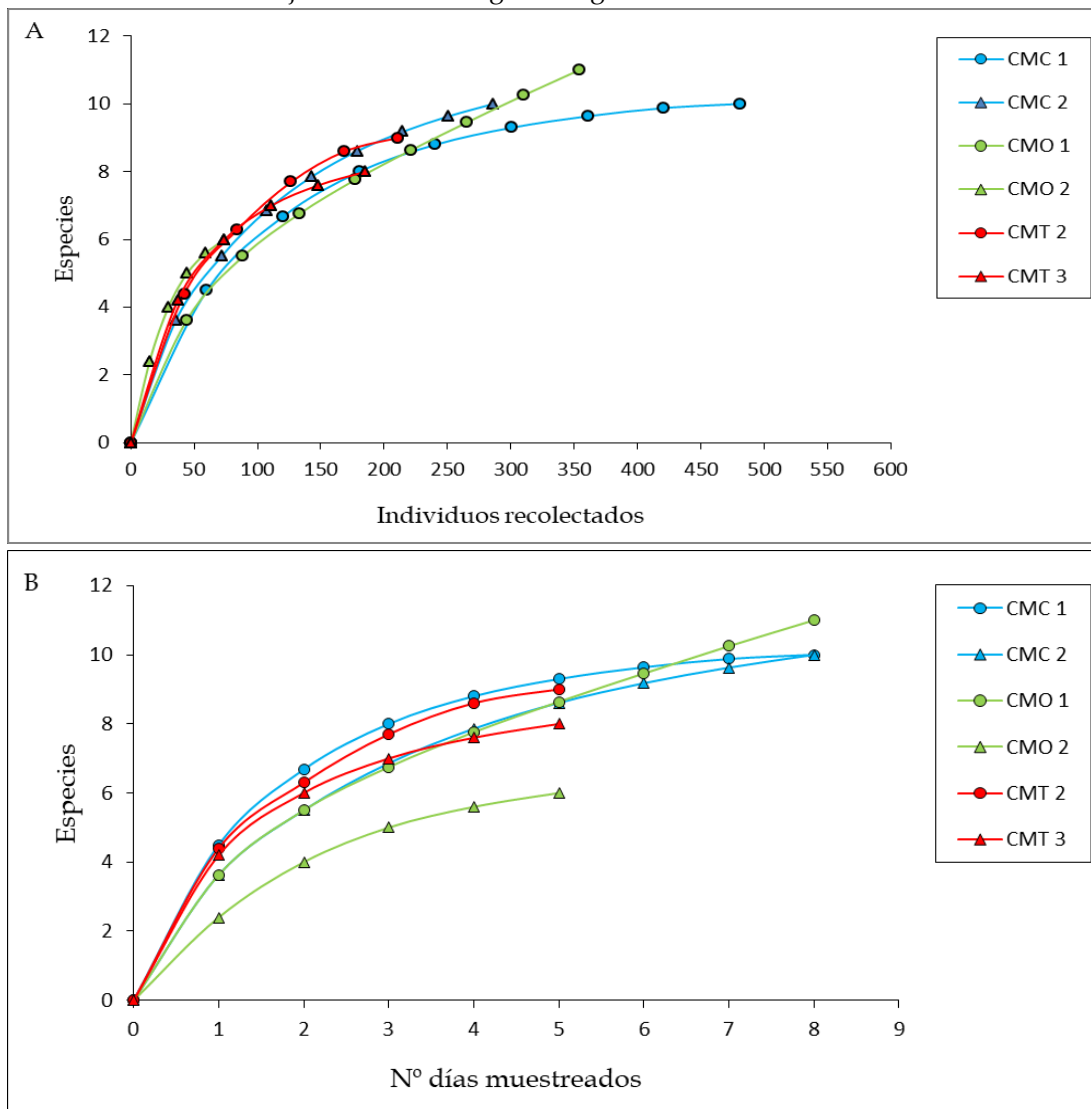 A
12
10
8
6
4
2
0
Especies
0 50 100 150 200 250 300 350 400 450 500 550 600
Individuos recolectados
CMC 1
CMC 2
CMO 1
CMO 2
CMT 2
CMT 3
B
12
10
8
6
4
2
0
Especies
0 1 2 3 4 5 6 7 8 9
Nº días muestreados
CMC 1
CMC 2
CMO 1
CMO 2
CMT 2
CMT 3